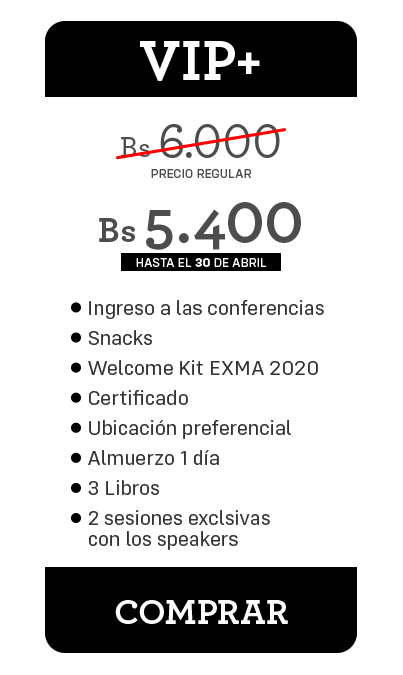 VIP+
Bs 6.000
PRECIO REGULAR
Bs 5.400
HASTA EL 30 DE ABRIL
● Ingreso a las conferencias
● Snacks
● Welcome Kit EXMA 2020
● Certificado
● Ubicación preferencial
● Almuerzo 1 día
● 3 Libros
● 2 sesiones exclsivas
con los speakers
COMPRAR